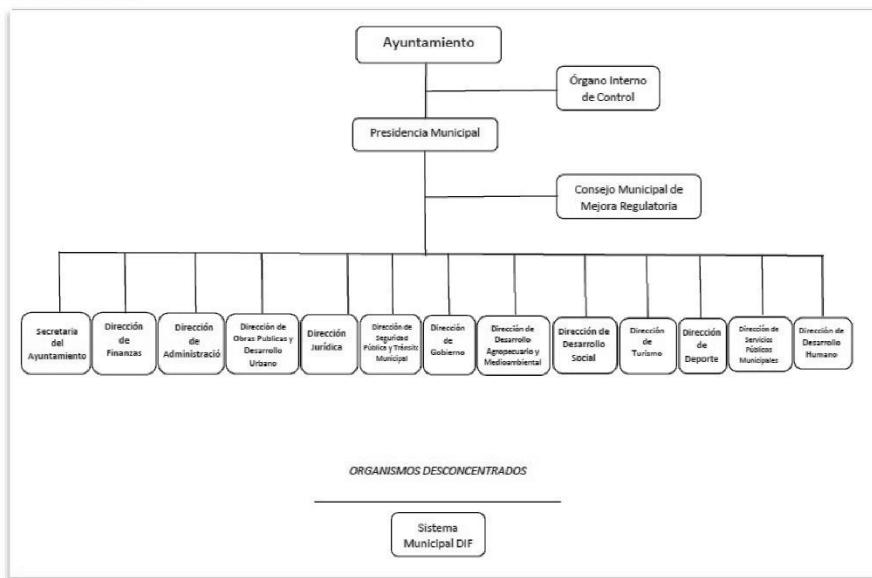 Ayuntamiento
Órgano Interno
de Control
Presidencia Municipal
Consejo Municipal de
Mejora Regulatoria
Secretaria
del
Ayuntamiento
Dirección
de
Finanzas
Dirección
de
Administració
Dirección de
Obras Publicas y
Desarrollo
Urbano
Dirección
Jurídica
Dirección de
Seguridad
Pública y Tránsito
Municipal
Dirección
de
Gobierno
Dirección de
Desarrollo
Agropecuario y
Medioambiental
Dirección de
Desarrollo
Social
Dirección
de
Turismo
Dirección
de
Deporte
Dirección de
Servicios
Públicos
Municipales
Dirección de
Desarrollo
Humano
ORGANISMOS DESCONCENTRADOS
Sistema
Municipal DIF